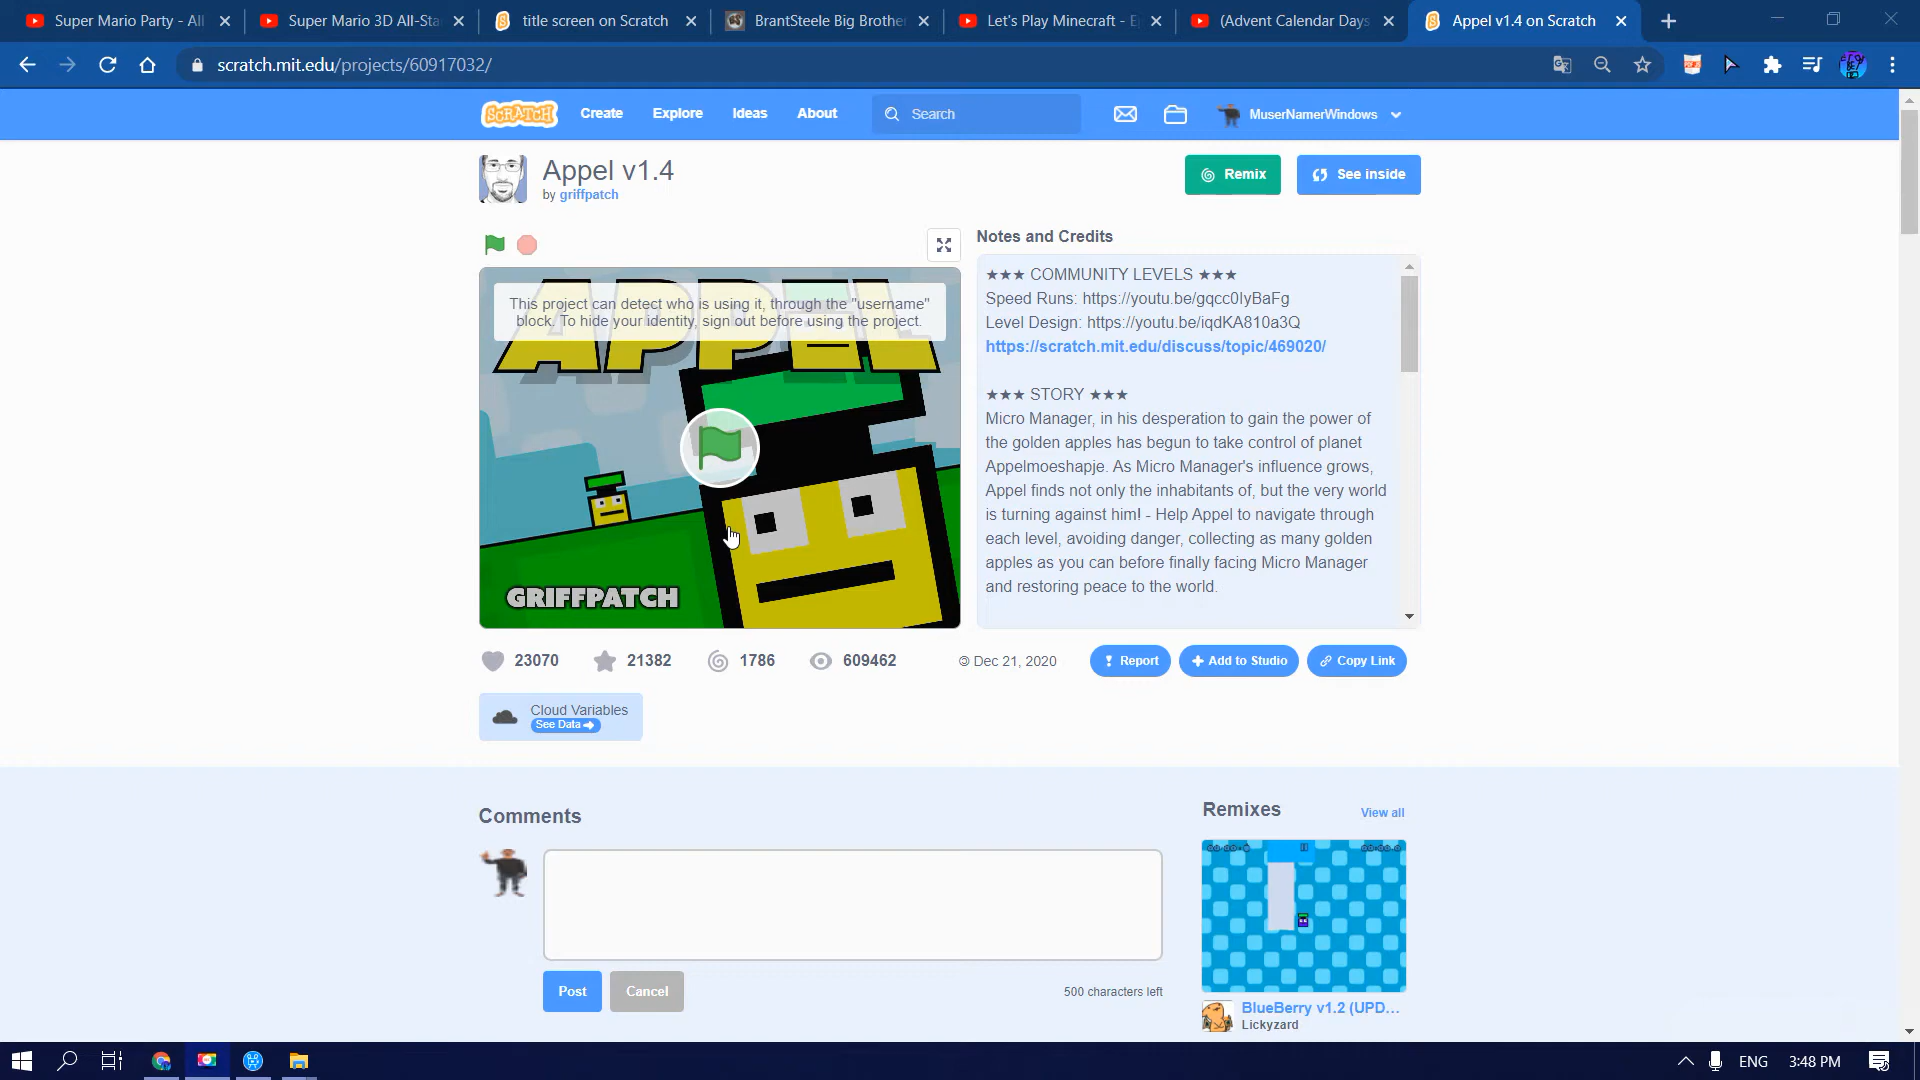 Super Mario Party - All
Super Mario 3D All-Sta
title screen on Scratch
BrantSteele Big Brother
Let's Play Minecraft - E
(Advent Calendar Days
Appel v1.4 on Scratch
scratch.mit.edu/projects/60917032/
SCRATCH
Create
Explore
Ideas
About
Search
MuserNamerWindows
Appel v1.4
by griffpatch
Remix
See inside
APPEL
This project can detect who is using it, through the "username"
block. To hide your identity, sign out before using the project.
GRIFFPATCH
Notes and Credits
★★★ COMMUNITY LEVELS ★★★
Speed Runs: https://youtu.be/gqcc0IyBaFg
Level Design: https://youtu.be/iqdKA810a3Q
https://scratch.mit.edu/discuss/topic/469020/
★★★ STORY ★★★
Micro Manager, in his desperation to gain the power of
the golden apples has begun to take control of planet
Appelmoeshapje. As Micro Manager's influence grows,
Appel finds not only the inhabitants of, but the very world
is turning against him! - Help Appel to navigate through
each level, avoiding danger, collecting as many golden
apples as you can before finally facing Micro Manager
and restoring peace to the world.
23070
21382
1786
609462
© Dec 21, 2020
Report
Add to Studio
Copy Link
Cloud Variables
See Data
Comments
Post
Cancel
500 characters left
Remixes
View all
BlueBerry v1.2 (UPD...
Lickyzard
ENG
3:48 PM